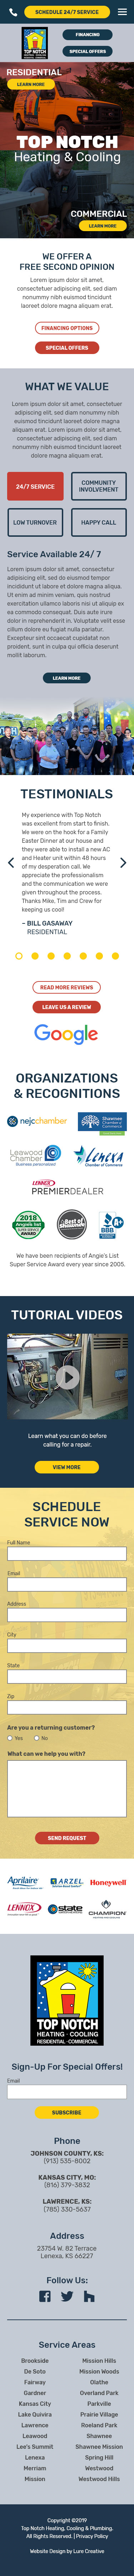 SCHEDULE 24/7 SERVICE
TOP NOTCH
FINANCING
SPECIAL OFFERS
RESIDENTIAL
LEARN MORE
TOP NOTCH
Heating & Cooling
COMMERCIAL
LEARN MORE
WE OFFER A
FREE SECOND OPINION
Lorem ipsum dolor sit amet,
consectetuer adipiscing elit, sed diam
nonummy nibh euismod tincidunt
laoreet dolore magna aliquam erat.
FINANCING OPTIONS
SPECIAL OFFERS
WHAT WE VALUE
Lorem ipsum dolor sit amet, consectetuer
adipiscing elit, sed diam nonummy nibh
euismod tincidunt laoreet dolore magna
aliquam erat. Lorem ipsum dolor sit amet,
consectetuer adipiscing elit, sed diam
nonummy nibh euismod tincidunt laoreet
dolore magna aliquam erat.
24/7 SERVICE
COMMUNITY
INVOLVEMENT
LOW TURNOVER
HAPPY CALL
Service Available 24/ 7
Lorem ipsum dolor sit amet, consectetur
adipiscing elit, sed do eiusmod tempor
incididunt ut labore et dolore magna aliqua.
Ut enim ad minim veniam, quis nostrud
exercitation ullamco laboris nisi ut aliquip ex
ea commodo consequat. Duis aute irure
dolor in reprehenderit in voluptate velit esse
cillum dolore eu fugiat nulla pariatur.
Excepteur sint occaecat cupidatat non
proident, sunt in culpa qui officia deserunt
mollit laborum.
LEARN MORE
TESTIMONIALS
My experience with Top Notch
was excellent from start to finish.
We were on the hook for a Family
Easter Dinner at our house and
they were able to install a new AC
and Heater unit within 48 hours
of my desperation call. We
appreciate the professionalism
and all the communication we were
given throughout the process.
Thanks Mike, Tim and Crew for
keeping us cool!
– BILL GASAWAY
RESIDENTIAL
READ MORE REVIEWS
LEAVE US A REVIEW
Google
ORGANIZATIONS
& RECOGNITIONS
nejcchamber
Shawnee
Chamber of
Commerce
Leawood
Chamber
Business personalized
Lenexa
Chamber of Commerce
LENNOX
PREMIERDEALER
2018
Angie's list
SUPER SERVICE
AWARD
Best of Shawnee
BBB
A+
We have been recipients of Angie's List
Super Service Award every year since 2005.
TUTORIAL VIDEOS
Learn what you can do before
calling for a repair.
VIEW MORE
SCHEDULE
SERVICE NOW
Full Name
Email
Address
City
State
Zip
Are you a returning customer?
Yes No
What can we help you with?
SEND REQUEST
Aprilaire
ARZEL
Honeywell
LENNOX
state
CHAMPION
TOP NOTCH
HEATING • COOLING
RESIDENTIAL • COMMERCIAL
Sign-Up For Special Offers!
Email
SUBSCRIBE
Phone
JOHNSON COUNTY, KS:
(913) 535-8002
KANSAS CITY, MO:
(816) 379-3832
LAWRENCE, KS:
(785) 330-5637
Address
23754 W. 82 Terrace
Lenexa, KS 66227
Follow Us:
Service Areas
Brookside
De Soto
Fairway
Gardner
Kansas City
Lake Quivira
Lawrence
Leawood
Lee's Summit
Lenexa
Merriam
Mission
Mission Hills
Mission Woods
Olathe
Overland Park
Parkville
Prairie Village
Roeland Park
Shawnee
Shawnee Mission
Spring Hill
Westwood
Westwood Hills
Copyright ©2019
Top Notch Heating, Cooling & Plumbing.
All Rights Reserved. | Privacy Policy
Website Design by Lure Creative